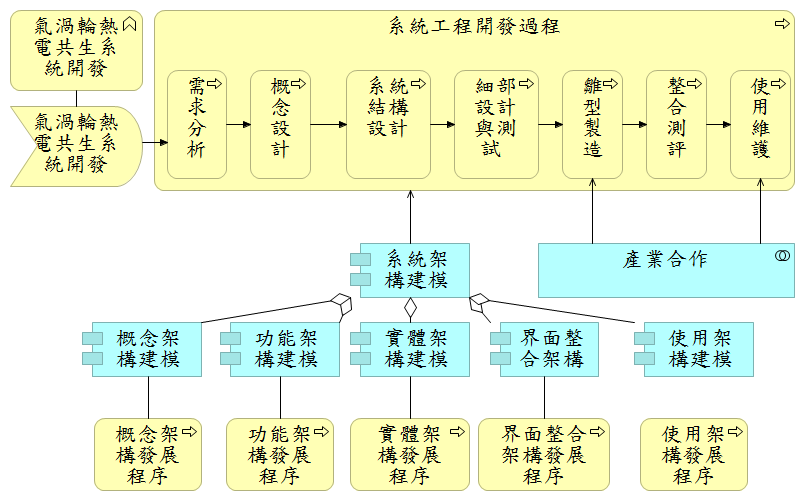 氣渦輪熱
電共生系
統開發
系統工程開發過程
氣渦輪熱
電共生系
統開發
需
求
分
析
概
念
設
計
系統
結構
設計
細部
設計
與測
試
雛
型
製
造
整
合
測
評
使
用
維
護
系統架
構建模
產業合作
概念架
構建模
功能架
構建模
實體架
構建模
界面整
合架構
使用架
構建模
概念架
構發展
程序
功能架
構發展
程序
實體架
構發展
程序
界面整合
架構發展
程序
使用架
構發展
程序